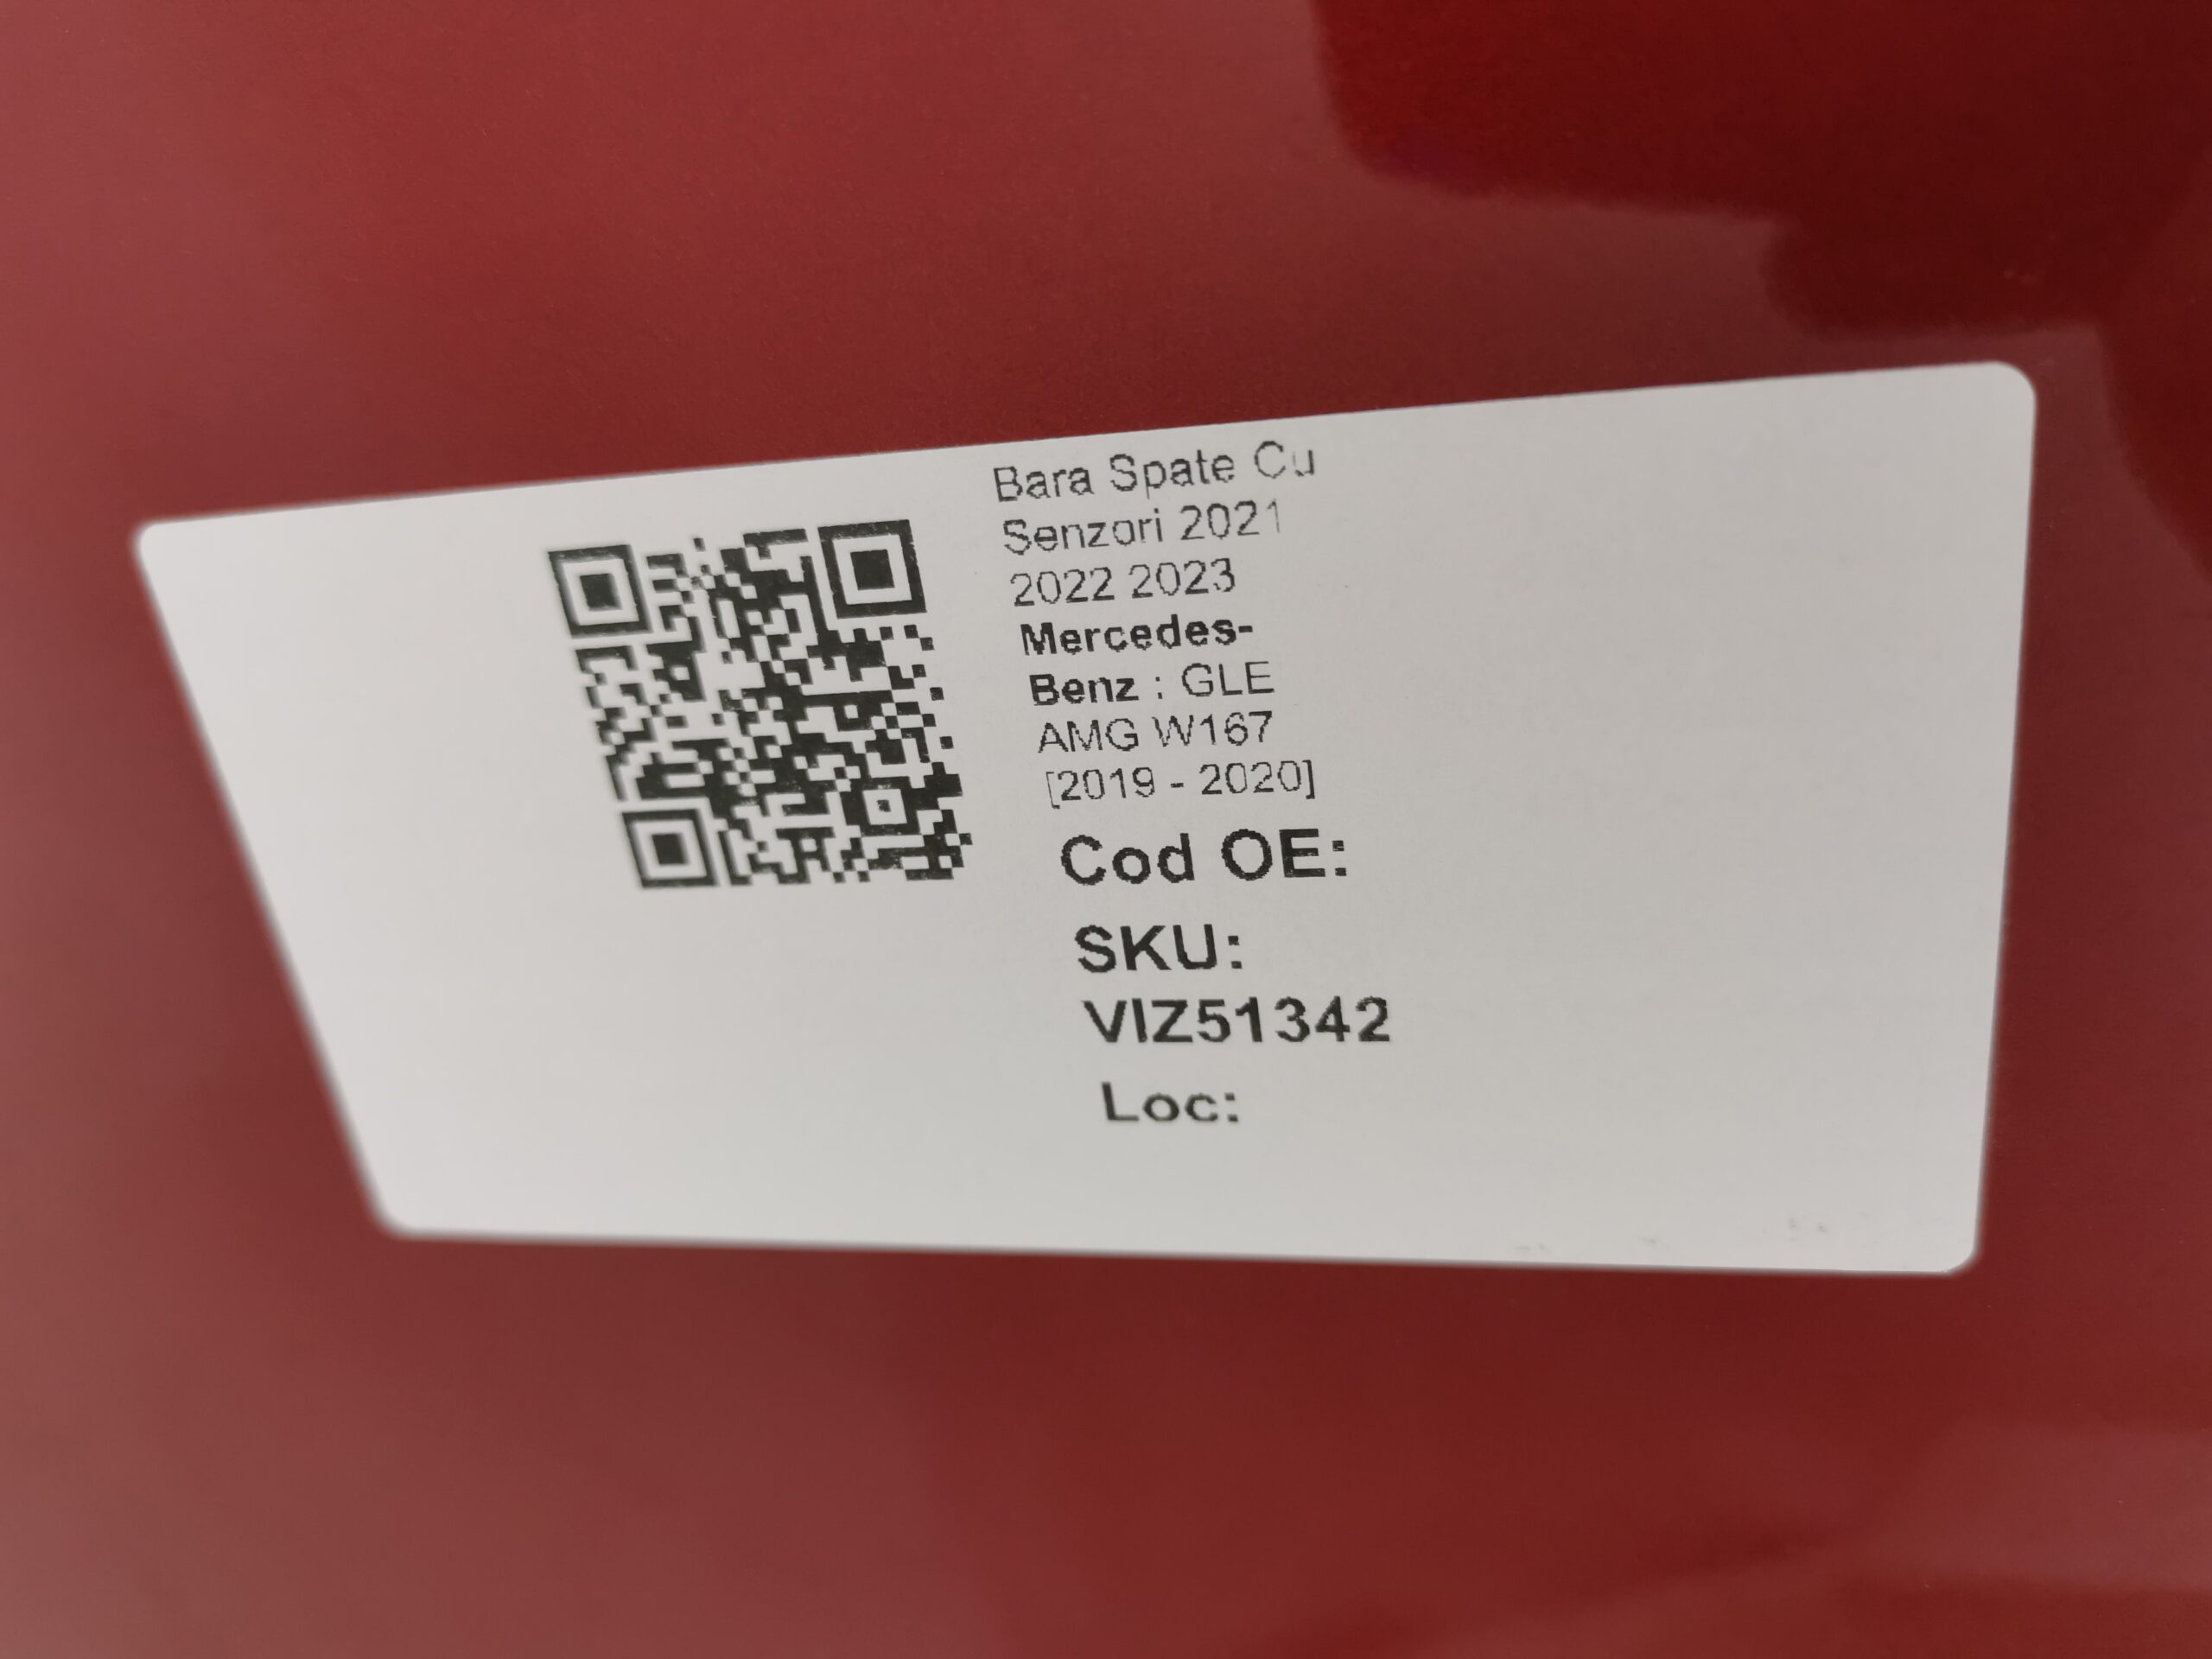 Bara Spate Cu
Senzori 2021
2022 2023
Mercedes-
Benz : GLE
AMG W167
[2019 - 2020]
Cod OE:
SKU:
VIZ51342
Loc: